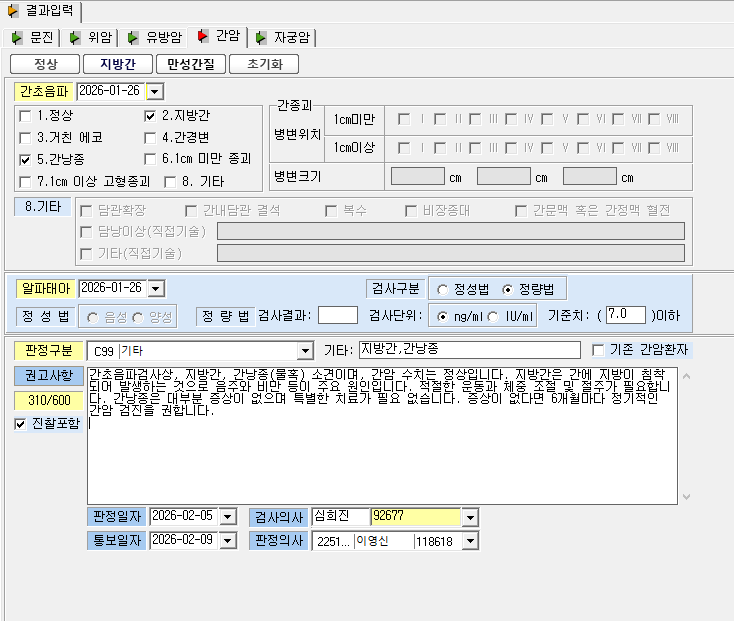 결과입력
문진 위암 유방암 간암 자궁암
정상 지방간 만성간질 초기화
간초음파 2026-01-26
1.정상 2.지방간
3.거친 에코 4.간경변
5.간낭종 6.1cm 미만 종괴
7.1cm 이상 고형종괴 8. 기타
간종괴
병변위치
1cm미만 I II III IV V VI VII VIII
1cm이상 I II III IV V VI VII VIII
병변크기 cm cm cm
8.기타 담관확장 간내담관 결석 복수 비장종대 간문맥 혹은 간정맥 혈전
담낭이상(직접기술)
기타(직접기술)
알파태아 2026-01-26 검사구분 정성법 정량법
정 성 법 음성 양성 정 량 법 검사결과: 검사단위: ng/ml IU/ml 기준치: ( 7.0 )이하
판정구분 C99 기타 기타: 지방간,간낭종 기존 간암환자
권고사항
310/600
진찰포함
간초음파검사상, 지방간, 간낭종(물혹) 소견이며, 간암 수치는 정상입니다. 지방간은 간에 지방이 침착
되어 발생하는 것으로 음주와 비만 등이 주요 원인입니다. 적절한 운동과 체중 조절 및 절주가 필요합니
다. 간낭종은 대부분 증상이 없으며 특별한 치료가 필요 없습니다. 증상이 없다면 6개월마다 정기적인
간암 검진을 권합니다.
판정일자 2026-02-05 검사의사 심희진 92677
통보일자 2026-02-09 판정의사 2251... 이영신 118618